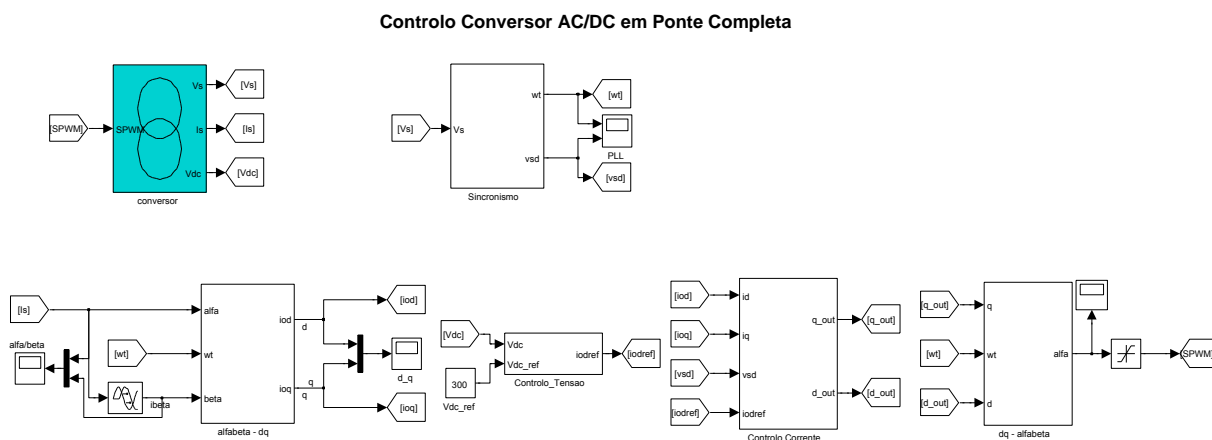 Controlo Conversor AC/DC em Ponte Completa
[SPWM]
SPWM
Vs
Is
Vdc
[Vs]
[Is]
[Vdc]
conversor
[Vs]
Vs
wt
vsd
[wt]
PLL
[vsd]
Sincronismo
[Is]
alfa/beta
[wt]
ibeta
alfa
wt
beta
iod
ioq
alfabeta - dq
d
q
q
[iod]
d_q
[ioq]
[Vdc]
300
Vdc_ref
Vdc
Vdc_ref
iodref
Controlo_Tensao
[iodref]
[iod]
[ioq]
[vsd]
[iodref]
id
iq
vsd
iodref
q_out
d_out
Controlo Corrente
[q_out]
[d_out]
[q_out]
[wt]
[d_out]
q
wt
d
alfa
dq - alfabeta
[SPWM]